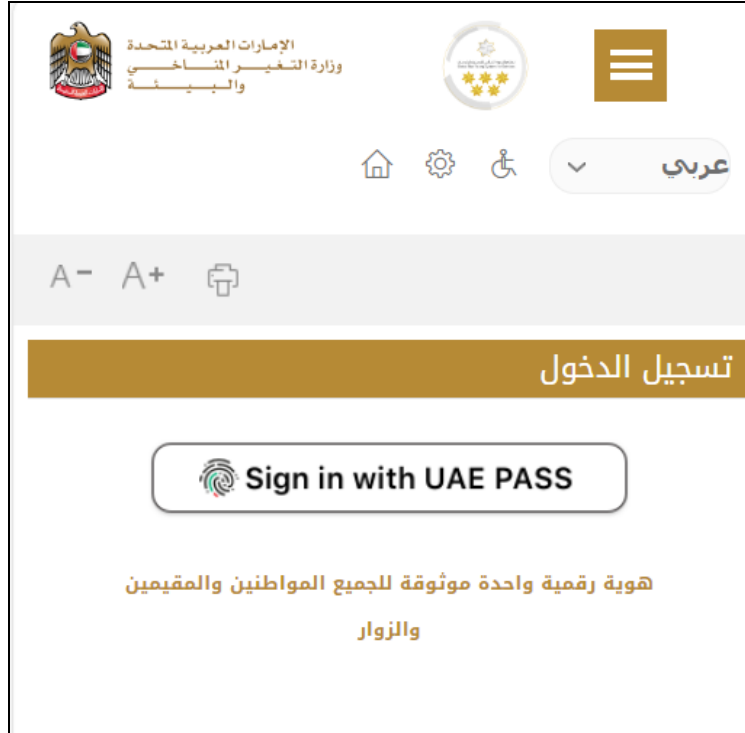 الإمارات العربية المتحدة
وزارة التغيير المناخي
والبيئة
عربي
A- A+
تسجيل الدخول
Sign in with UAE PASS
هوية رقمية واحدة موثوقة للجميع المواطنين والمقيمين
والزوار